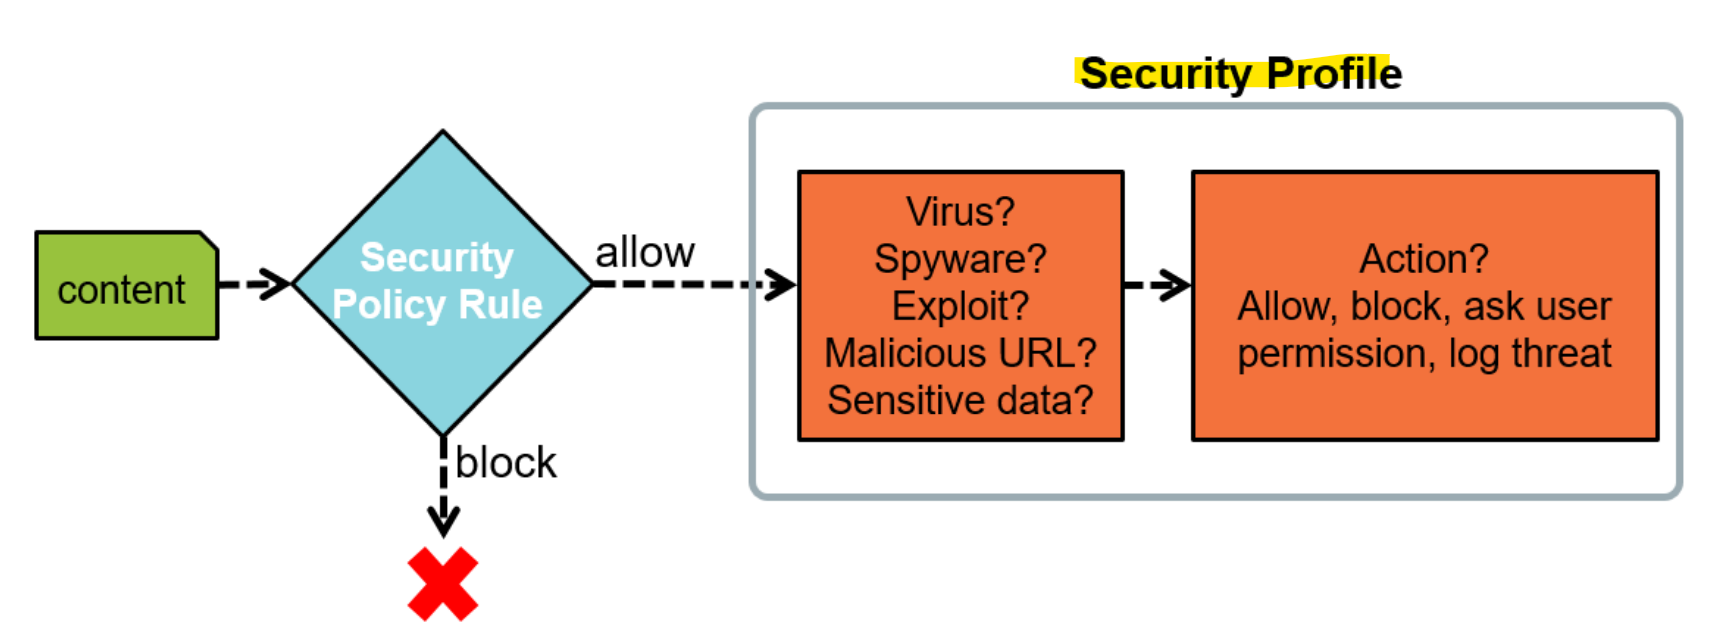 Security Profile
content
Security
Policy Rule
allow
block
Virus?
Spyware?
Exploit?
Malicious URL?
Sensitive data?
Action?
Allow, block, ask user
permission, log threat